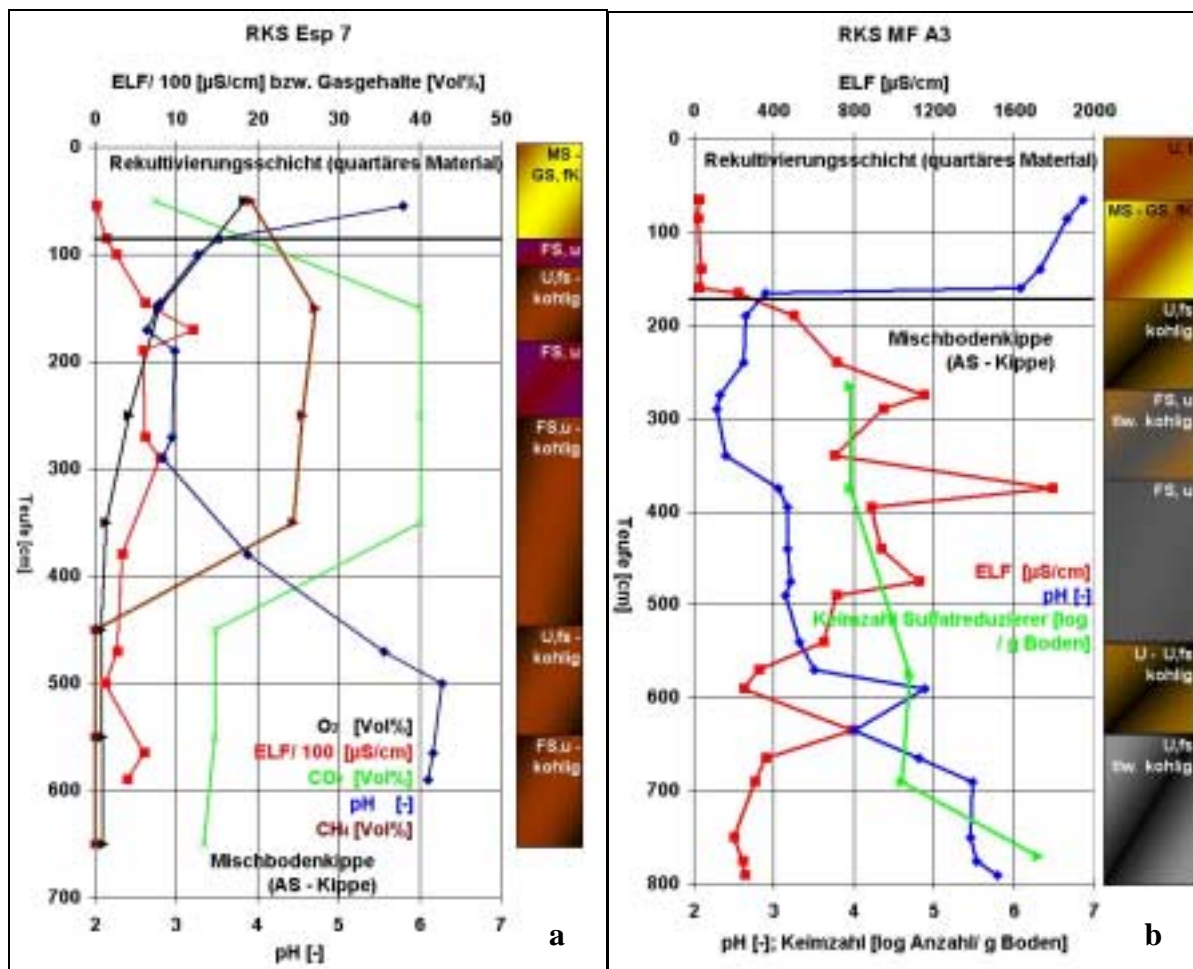 RKS Esp 7
ELF/ 100 [µS/cm] bzw. Gasgehalte [Vol%]
0 10 20 30 40 50
0
100
200
300
400
500
600
700
Teufe [cm]
Rekultivierungsschicht (quartäres Material)
MS -
GS, fK
FS, u
U,fs -
kohlig
FS, u
FS,u -
kohlig
U,fs -
kohlig
FS,u -
kohlig
O₂ [Vol%]
ELF/ 100 [µS/cm]
CO₂ [Vol%]
pH [-]
CH₄ [Vol%]
Mischbodenkippe
(AS - Kippe)
2 3 4 5 6 7
pH [-]
a
RKS MF A3
ELF [µS/cm]
0 400 800 1200 1600 2000
0
100
200
300
400
500
600
700
800
Teufe [cm]
Rekultivierungsschicht (quartäres Material)
MS - GS, fK
Mischbodenkippe
(AS - Kippe)
U,fs
kohlig
FS, u
tlw. kohlig
FS, u
ELF [µS/cm]
pH [-]
Keimzahl Sulfatreduzierer [log
/ g Boden]
U - U,fs
kohlig
U,fs
tlw. kohlig
2 3 4 5 6 7
pH [-]; Keimzahl [log Anzahl/ g Boden]
b